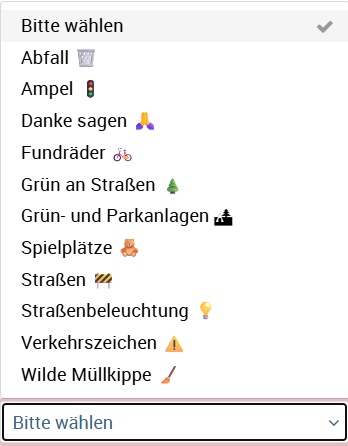 Bitte wählen
Abfall 🗑️
Ampel 🚦
Danke sagen 🙏
Fundräder 🚲
Grün an Straßen 🌲
Grün- und Parkanlagen 🏞
Spielplätze 🧸
Straßen 🚧
Straßenbeleuchtung 💡
Verkehrszeichen ⚠️
Wilde Müllkippe 🧹
Bitte wählen